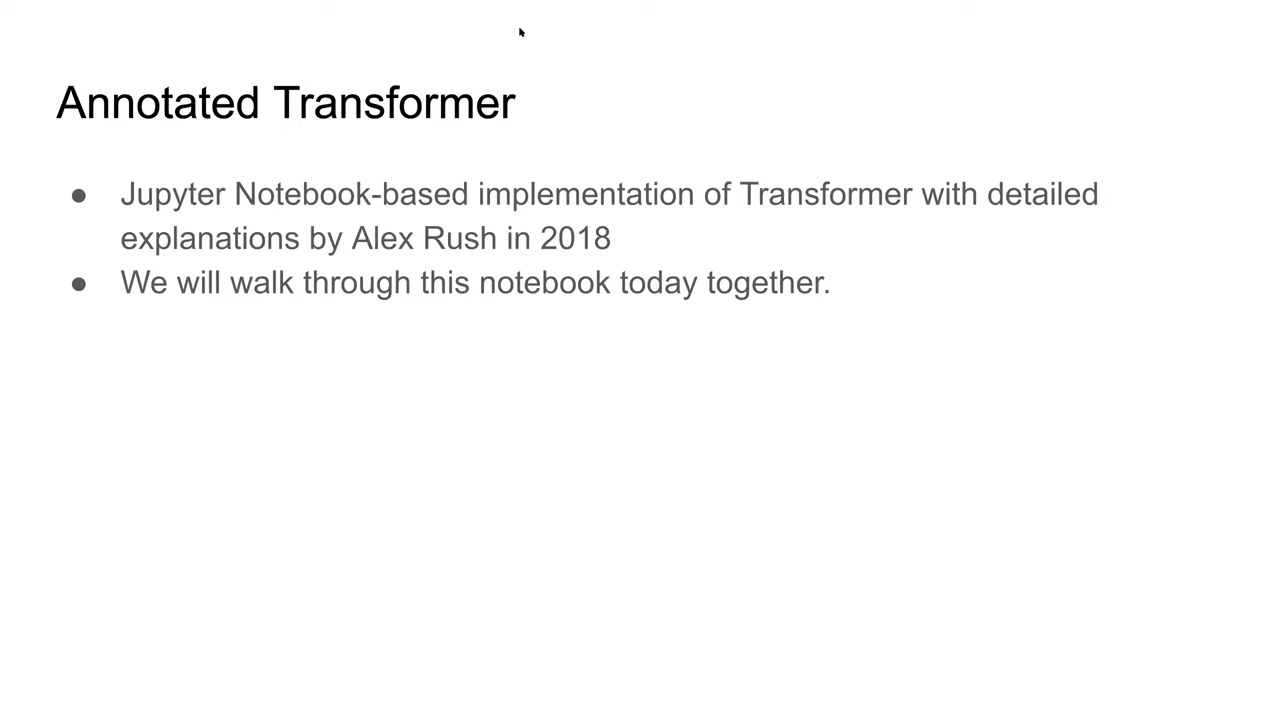 Annotated Transformer
● Jupyter Notebook-based implementation of Transformer with detailed
explanations by Alex Rush in 2018
● We will walk through this notebook today together.